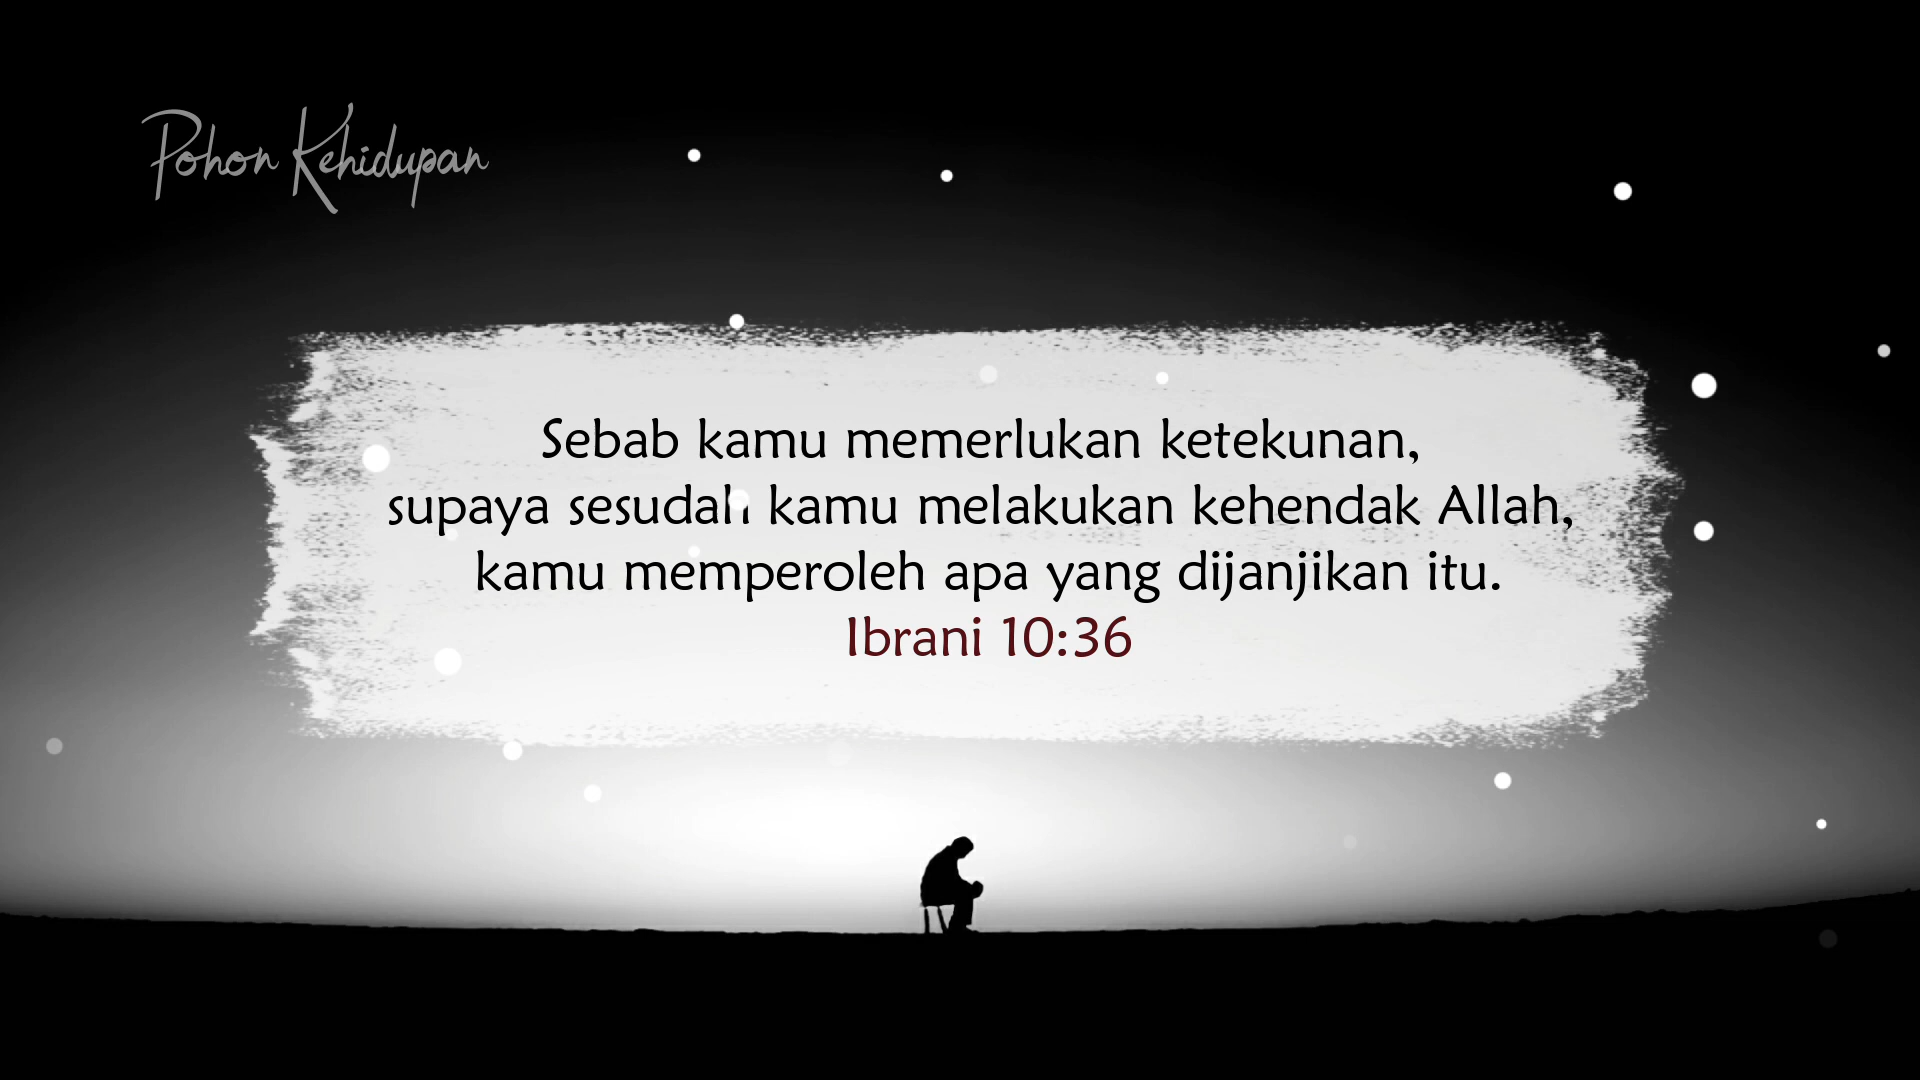 Pohon Kehidupan
Sebab kamu memerlukan ketekunan,
supaya sesudah kamu melakukan kehendak Allah,
kamu memperoleh apa yang dijanjikan itu.
Ibrani 10:36